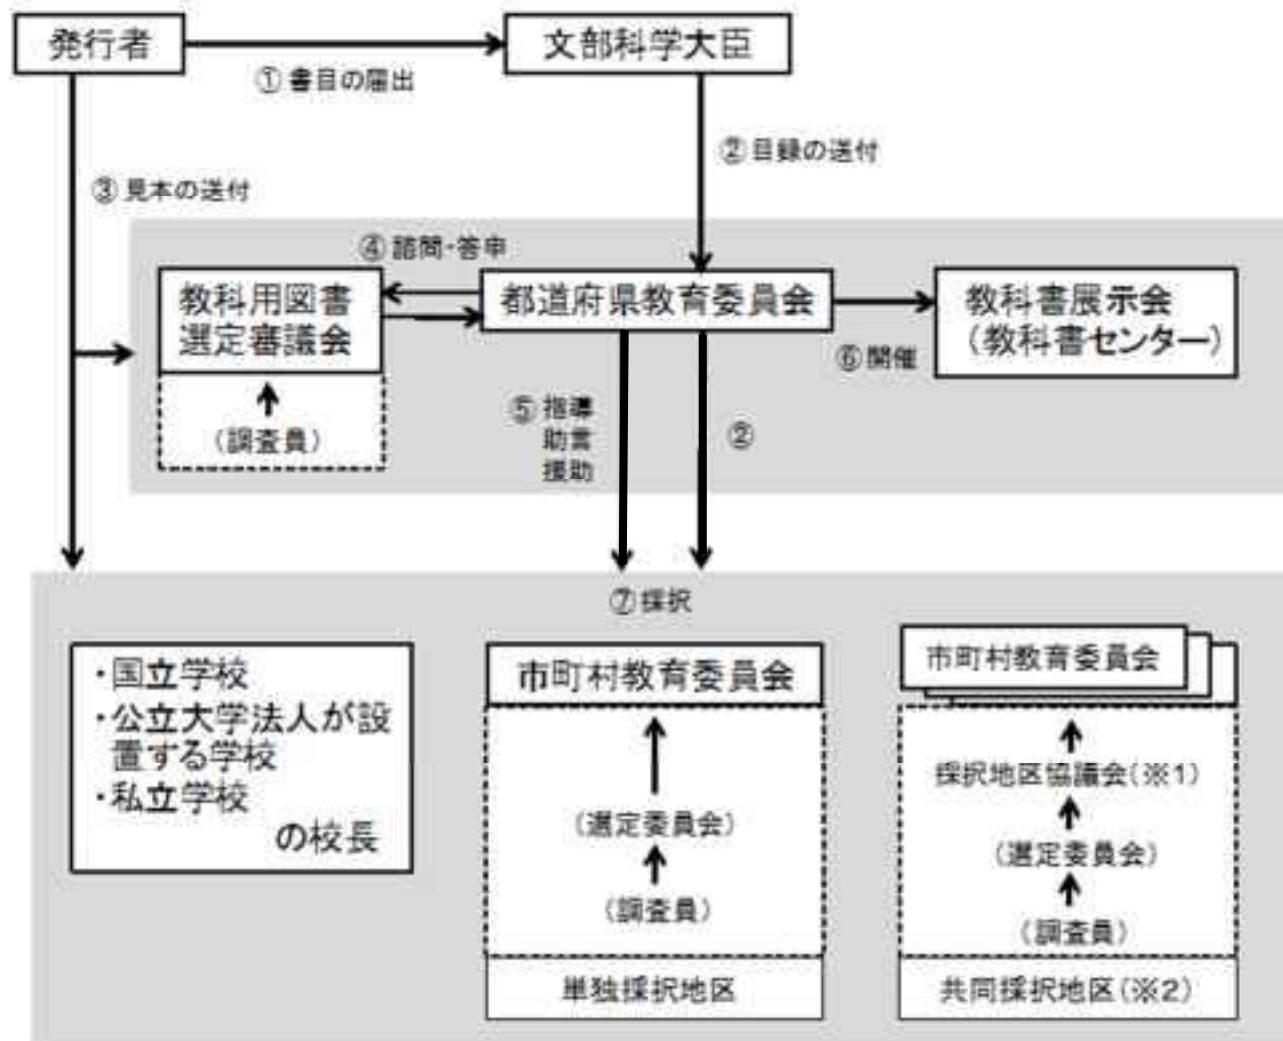 発行者
文部科学大臣
①書目の届出
②目録の送付
③見本の送付
④諮問・答申
教科用図書
選定審議会
(調査員)
都道府県教育委員会
教科書展示会
(教科書センター)
⑥開催
⑤指導
助言
援助
②
⑦採択
・国立学校
・公立大学法人が設
置する学校
・私立学校
の校長
市町村教育委員会
(選定委員会)
(調査員)
単独採択地区
市町村教育委員会
採択地区協議会(※1)
(選定委員会)
(調査員)
共同採択地区(※2)